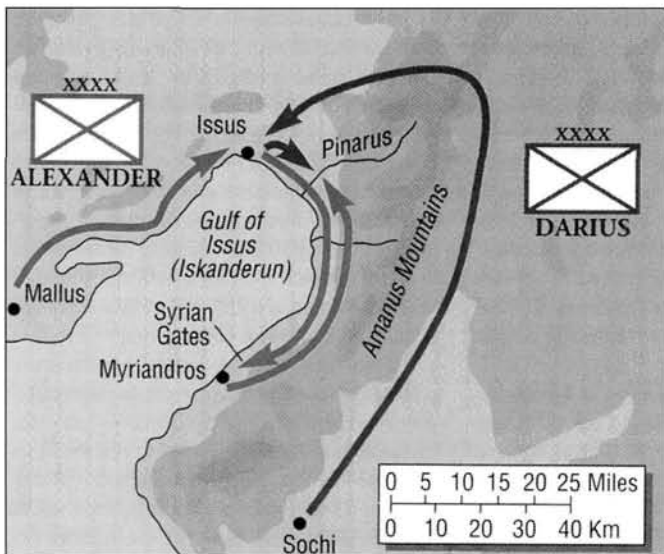 XXXX
ALEXANDER
Issus
Pinarus
XXXX
DARIUS
Gulf of
Issus
(Iskanderun)
Amanus Mountains
Mallus
Syrian
Gates
Myriandros
Sochi
0 5 10 15 20 25 Miles
0 10 20 30 40 Km